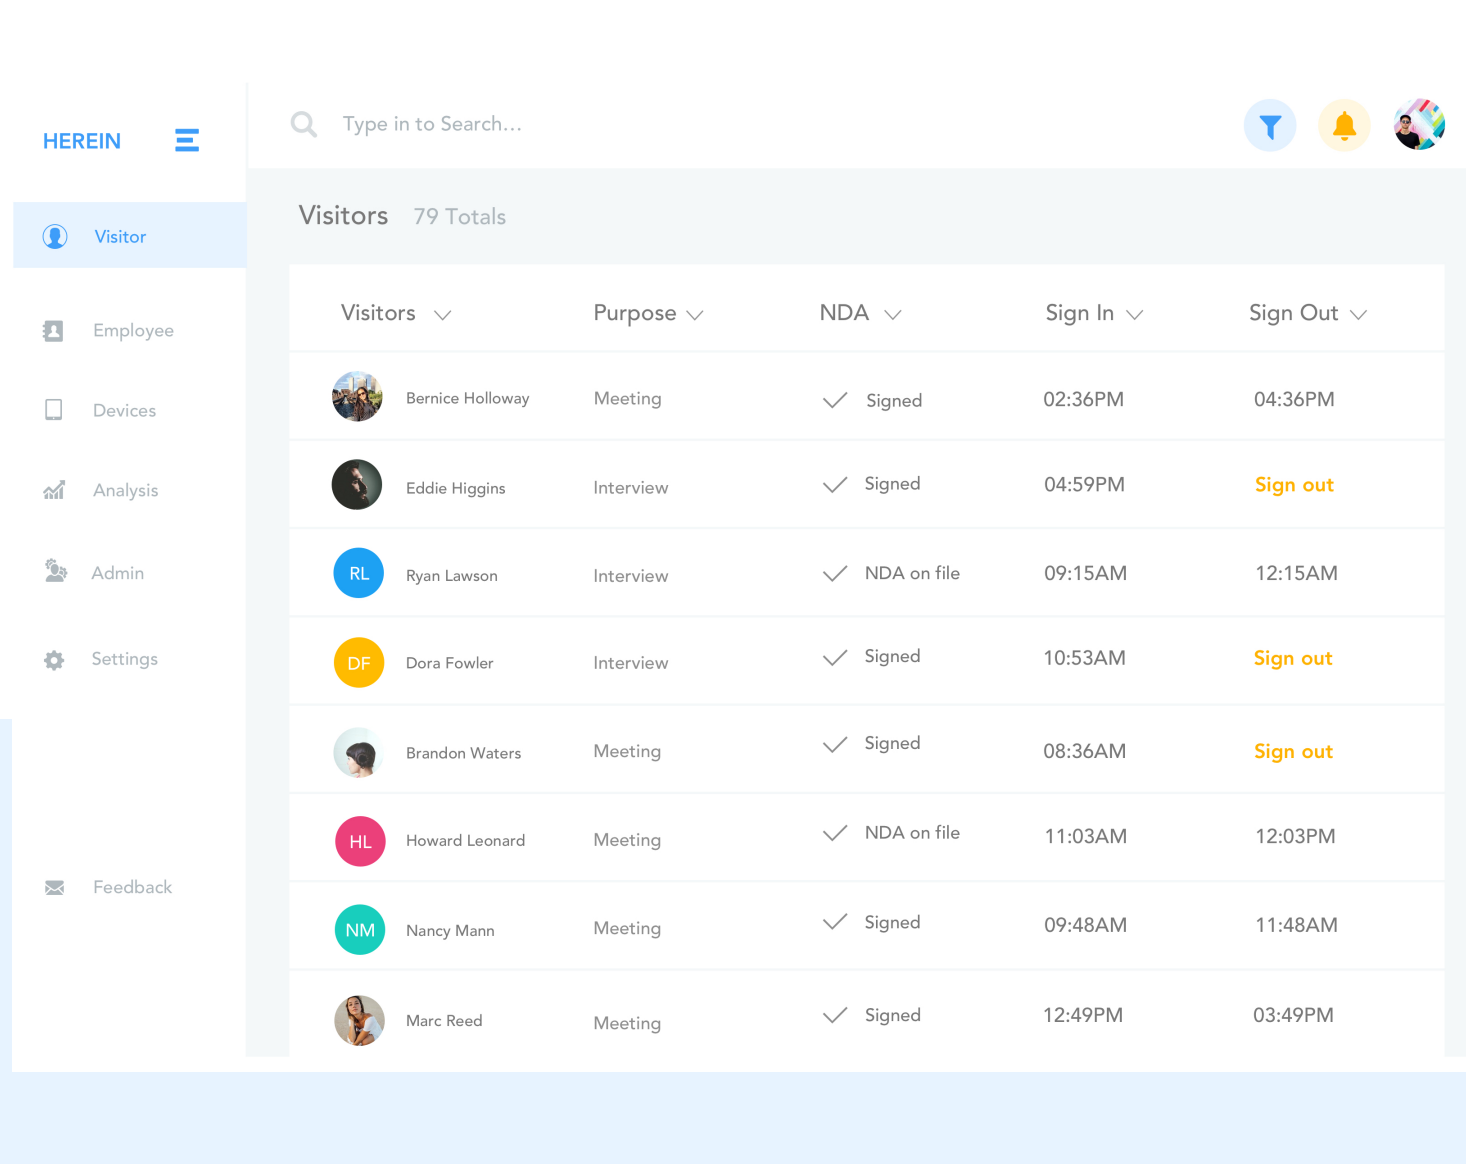 HEREIN
Type in to Search...
Visitor
Employee
Devices
Analysis
Admin
Settings
Feedback
Visitors 79 Totals
Visitors Purpose NDA Sign In Sign Out
Bernice Holloway Meeting Signed 02:36PM 04:36PM
Eddie Higgins Interview Signed 04:59PM Sign out
RL Ryan Lawson Interview NDA on file 09:15AM 12:15AM
DF Dora Fowler Interview Signed 10:53AM Sign out
Brandon Waters Meeting Signed 08:36AM Sign out
HL Howard Leonard Meeting NDA on file 11:03AM 12:03PM
NM Nancy Mann Meeting Signed 09:48AM 11:48AM
Marc Reed Meeting Signed 12:49PM 03:49PM